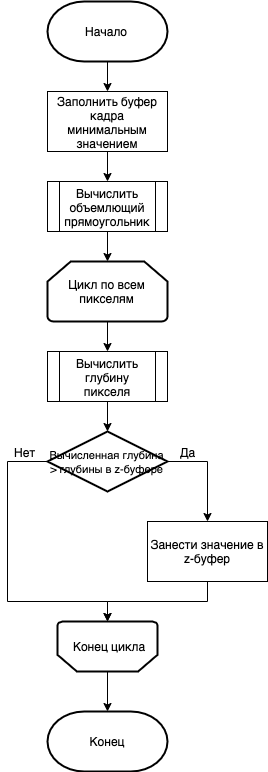 Начало
Заполнить буфер
кадра
минимальным
значением
Вычислить
объемлющий
прямоугольник
Цикл по всем
пикселям
Вычислить
глубину
пикселя
Нет
Вычисленная глубина
> глубины в z-буфере
Да
Занести значение в
z-буфер
Конец цикла
Конец